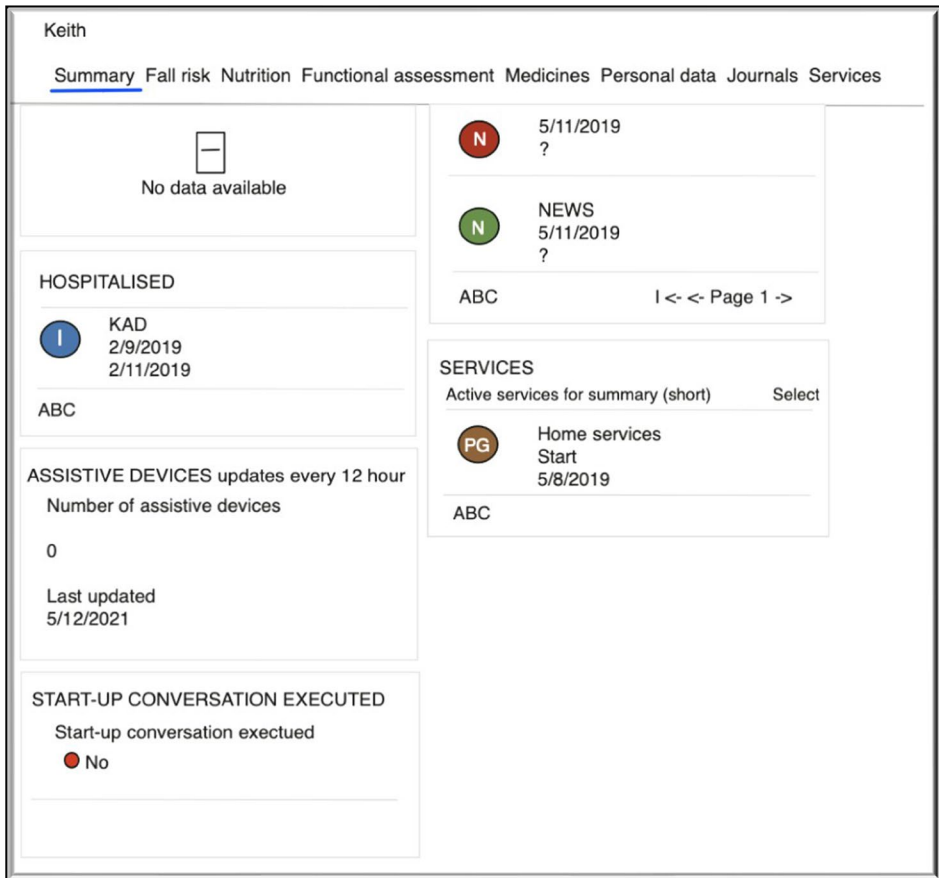 Keith
Summary Fall risk Nutrition Functional assessment Medicines Personal data Journals Services
No data available
HOSPITALISED
I
KAD
2/9/2019
2/11/2019
ABC
ASSISTIVE DEVICES updates every 12 hour
Number of assistive devices
0
Last updated
5/12/2021
START-UP CONVERSATION EXECUTED
Start-up conversation exectued
No
N
5/11/2019
?
N
NEWS
5/11/2019
?
ABC I <- <- Page 1 ->
SERVICES
Active services for summary (short) Select
PG
Home services
Start
5/8/2019
ABC